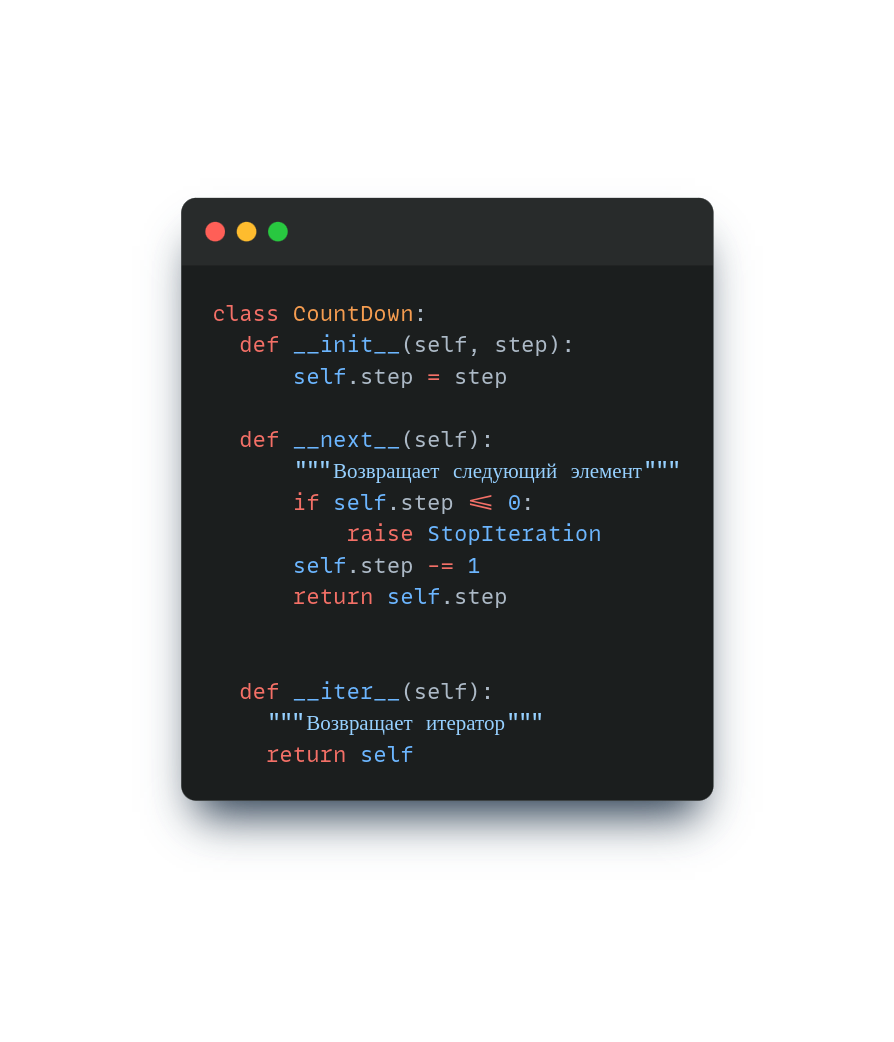 class CountDown:
  def __init__(self, step):
      self.step = step
  def __next__(self):
      """Возвращает следующий элемент"""
      if self.step <= 0:
          raise StopIteration
      self.step -= 1
      return self.step
  def __iter__(self):
    """Возвращает итератор"""
    return self